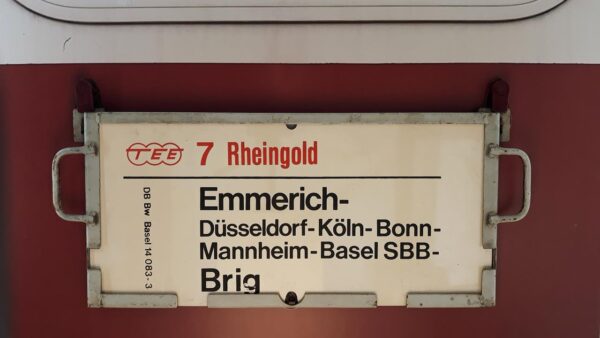 TEE 7 Rheingold
Emmerich-
Düsseldorf-Köln-Bonn-
Mannheim-Basel SBB-
Brig
DB Bw Basel 14 083-3